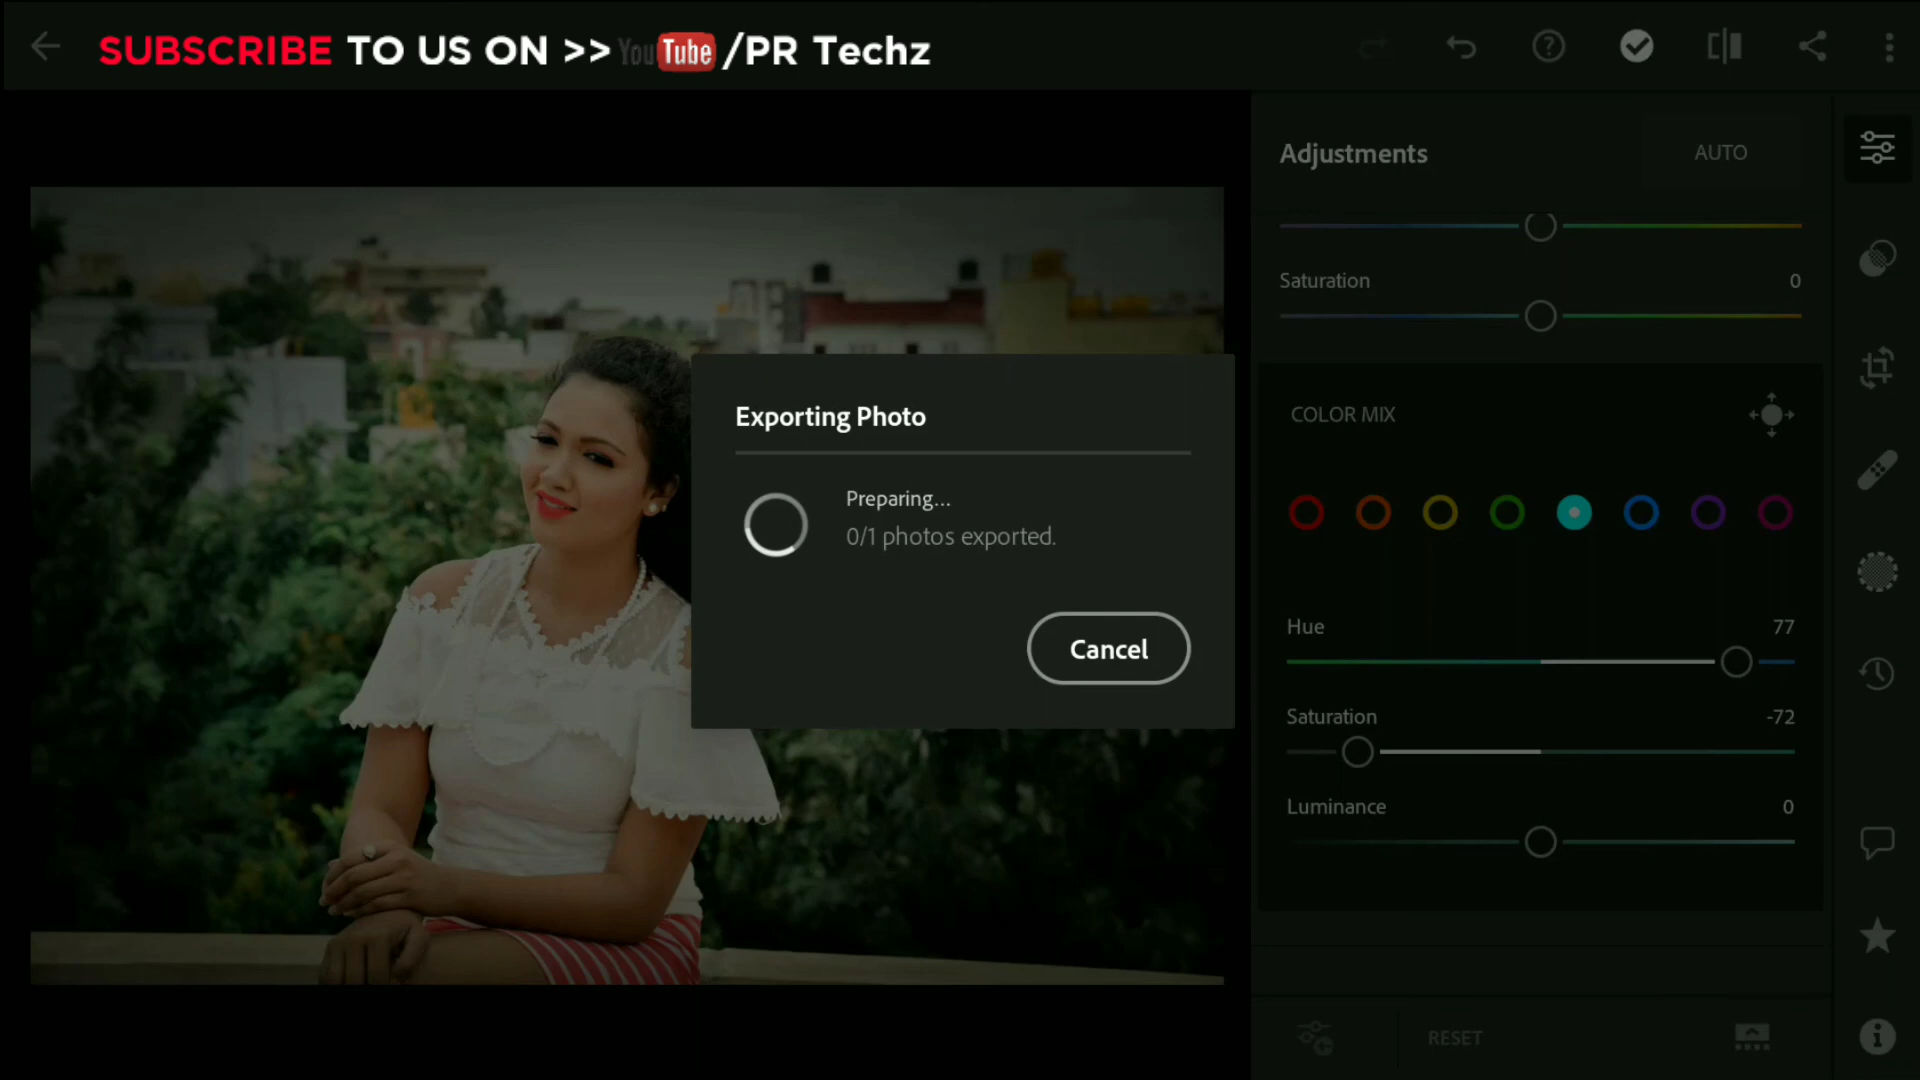 SUBSCRIBE TO US ON >> YouTube /PR Techz
Adjustments
AUTO
Saturation 0
COLOR MIX
Exporting Photo
Preparing...
0/1 photos exported.
Cancel
Hue 77
Saturation -72
Luminance 0
RESET